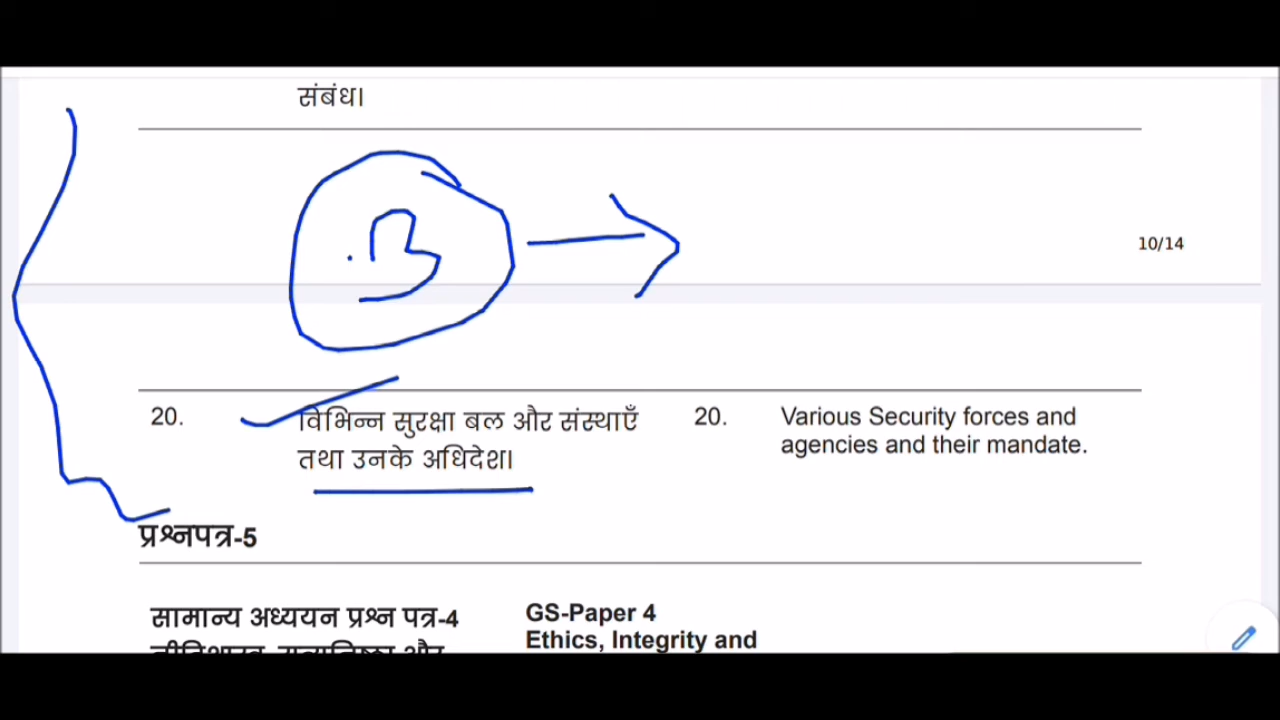 संबंध।
10/14
20. विभिन्न सुरक्षा बल और संस्थाएँ
तथा उनके अधिदेश।
20. Various Security forces and
agencies and their mandate.
प्रश्नपत्र-5
सामान्य अध्ययन प्रश्न पत्र-4
GS-Paper 4
Ethics, Integrity and